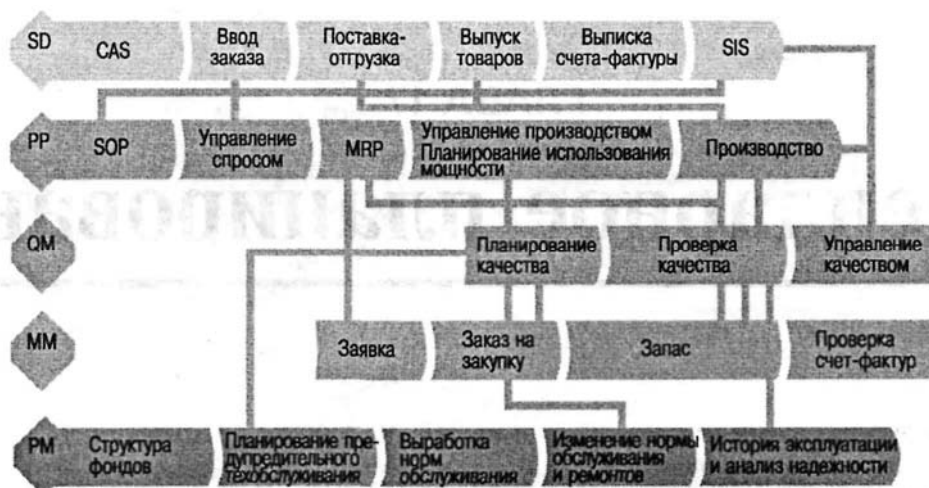 SD
CAS
Ввод
заказа
Поставка-
отгрузка
Выпуск
товаров
Выписка
счета-фактуры
SIS
PP
SOP
Управление
спросом
MRP
Управление производством
Планирование использования
мощности
Производство
QM
Планирование
качества
Проверка
качества
Управление
качеством
MM
Заявка
Заказ на
закупку
Запас
Проверка
счет-фактур
PM
Структура
фондов
Планирование пре-
дупредительного
техобслуживания
Выработка
норм
обслуживания
Изменение нормы
обслуживания
и ремонтов
История эксплуатации
и анализ надежности